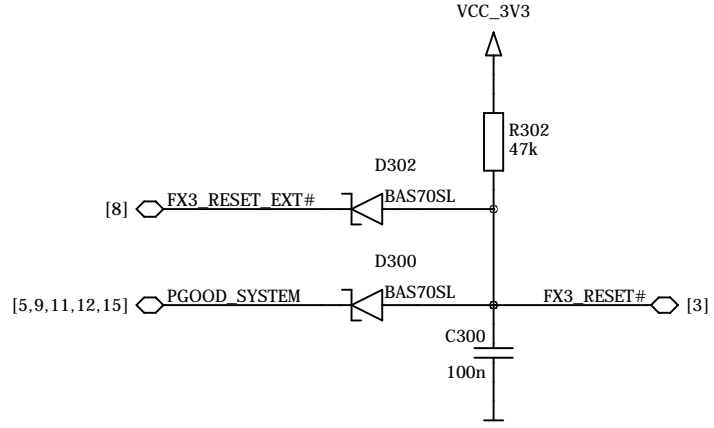 VCC_3V3
R302
47k
D302
[8] FX3_RESET_EXT# BAS70SL
D300
[5,9,11,12,15] PGOOD_SYSTEM BAS70SL FX3_RESET# [3]
C300
100n